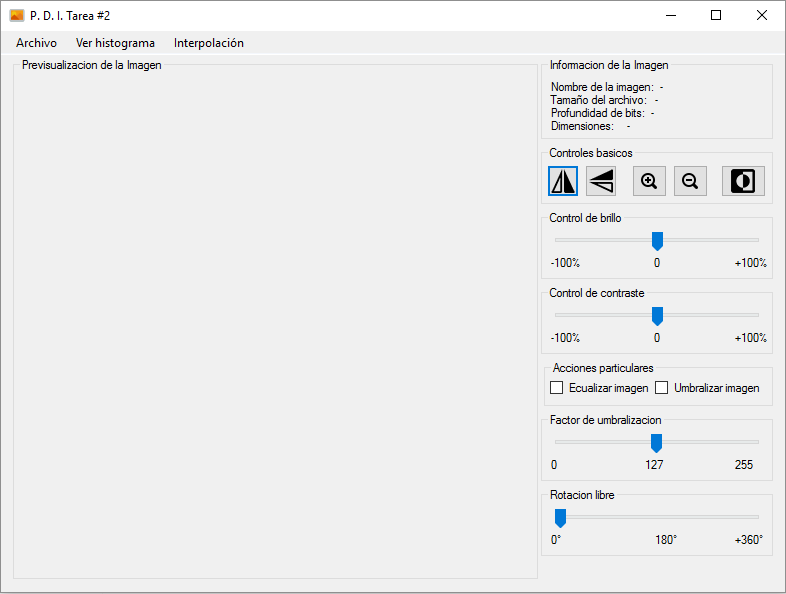 P. D. I. Tarea #2
Archivo Ver histograma Interpolación
Previsualizacion de la Imagen
Informacion de la Imagen
Nombre de la imagen: -
Tamaño del archivo: -
Profundidad de bits: -
Dimensiones: -
Controles basicos
Control de brillo
-100% 0 +100%
Control de contraste
-100% 0 +100%
Acciones particulares
Ecualizar imagen Umbralizar imagen
Factor de umbralizacion
0 127 255
Rotacion libre
0° 180° +360°